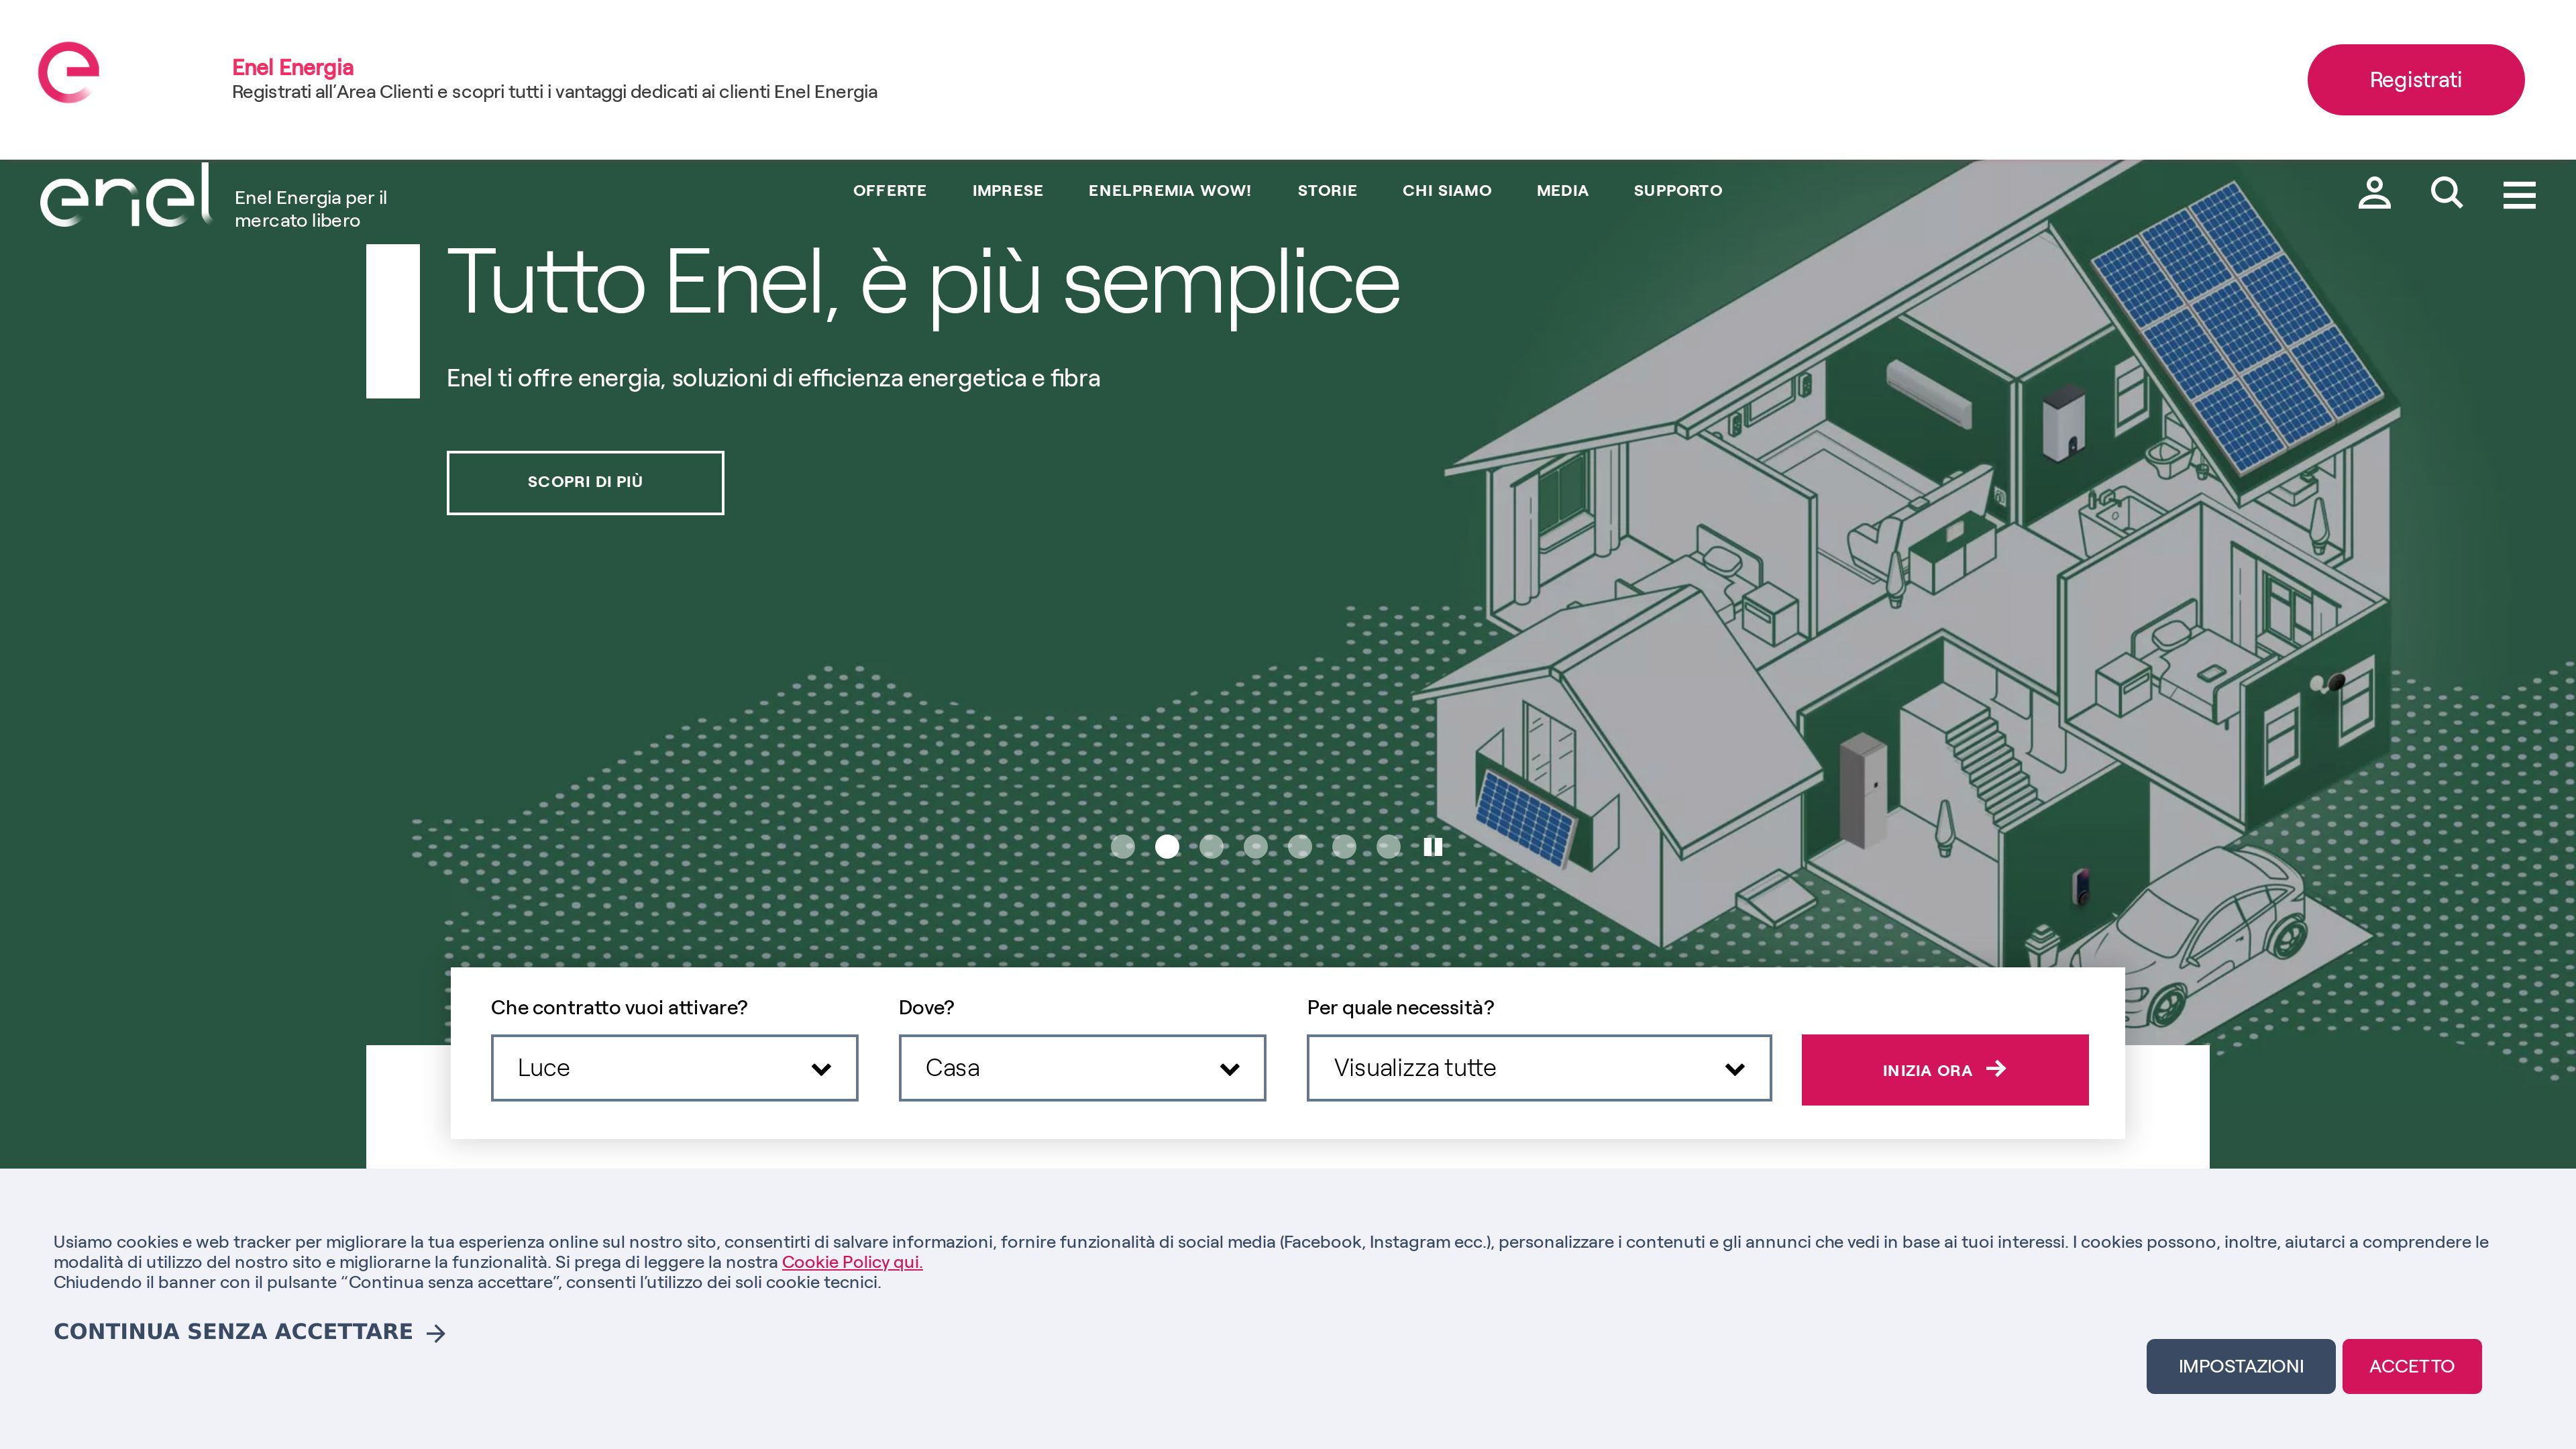 Enel Energia
Registrati all'Area Clienti e scopri tutti i vantaggi dedicati ai clienti Enel Energia
Registrati
enel
Enel Energia per il
mercato libero
OFFERTE IMPRESE ENELPREMIA WOW! STORIE CHI SIAMO MEDIA SUPPORTO
Tutto Enel, è più semplice
Enel ti offre energia, soluzioni di efficienza energetica e fibra
SCOPRI DI PIÙ
Che contratto vuoi attivare? Dove? Per quale necessità?
Luce Casa Visualizza tutte INIZIA ORA
Usiamo cookies e web tracker per migliorare la tua esperienza online sul nostro sito, consentirti di salvare informazioni, fornire funzionalità di social media (Facebook, Instagram ecc.), personalizzare i contenuti e gli annunci che vedi in base ai tuoi interessi. I cookies possono, inoltre, aiutarci a comprendere le
modalità di utilizzo del nostro sito e migliorarne la funzionalità. Si prega di leggere la nostra Cookie Policy qui.
Chiudendo il banner con il pulsante “Continua senza accettare”, consenti l'utilizzo dei soli cookie tecnici.
CONTINUA SENZA ACCETTARE
IMPOSTAZIONI ACCETTO